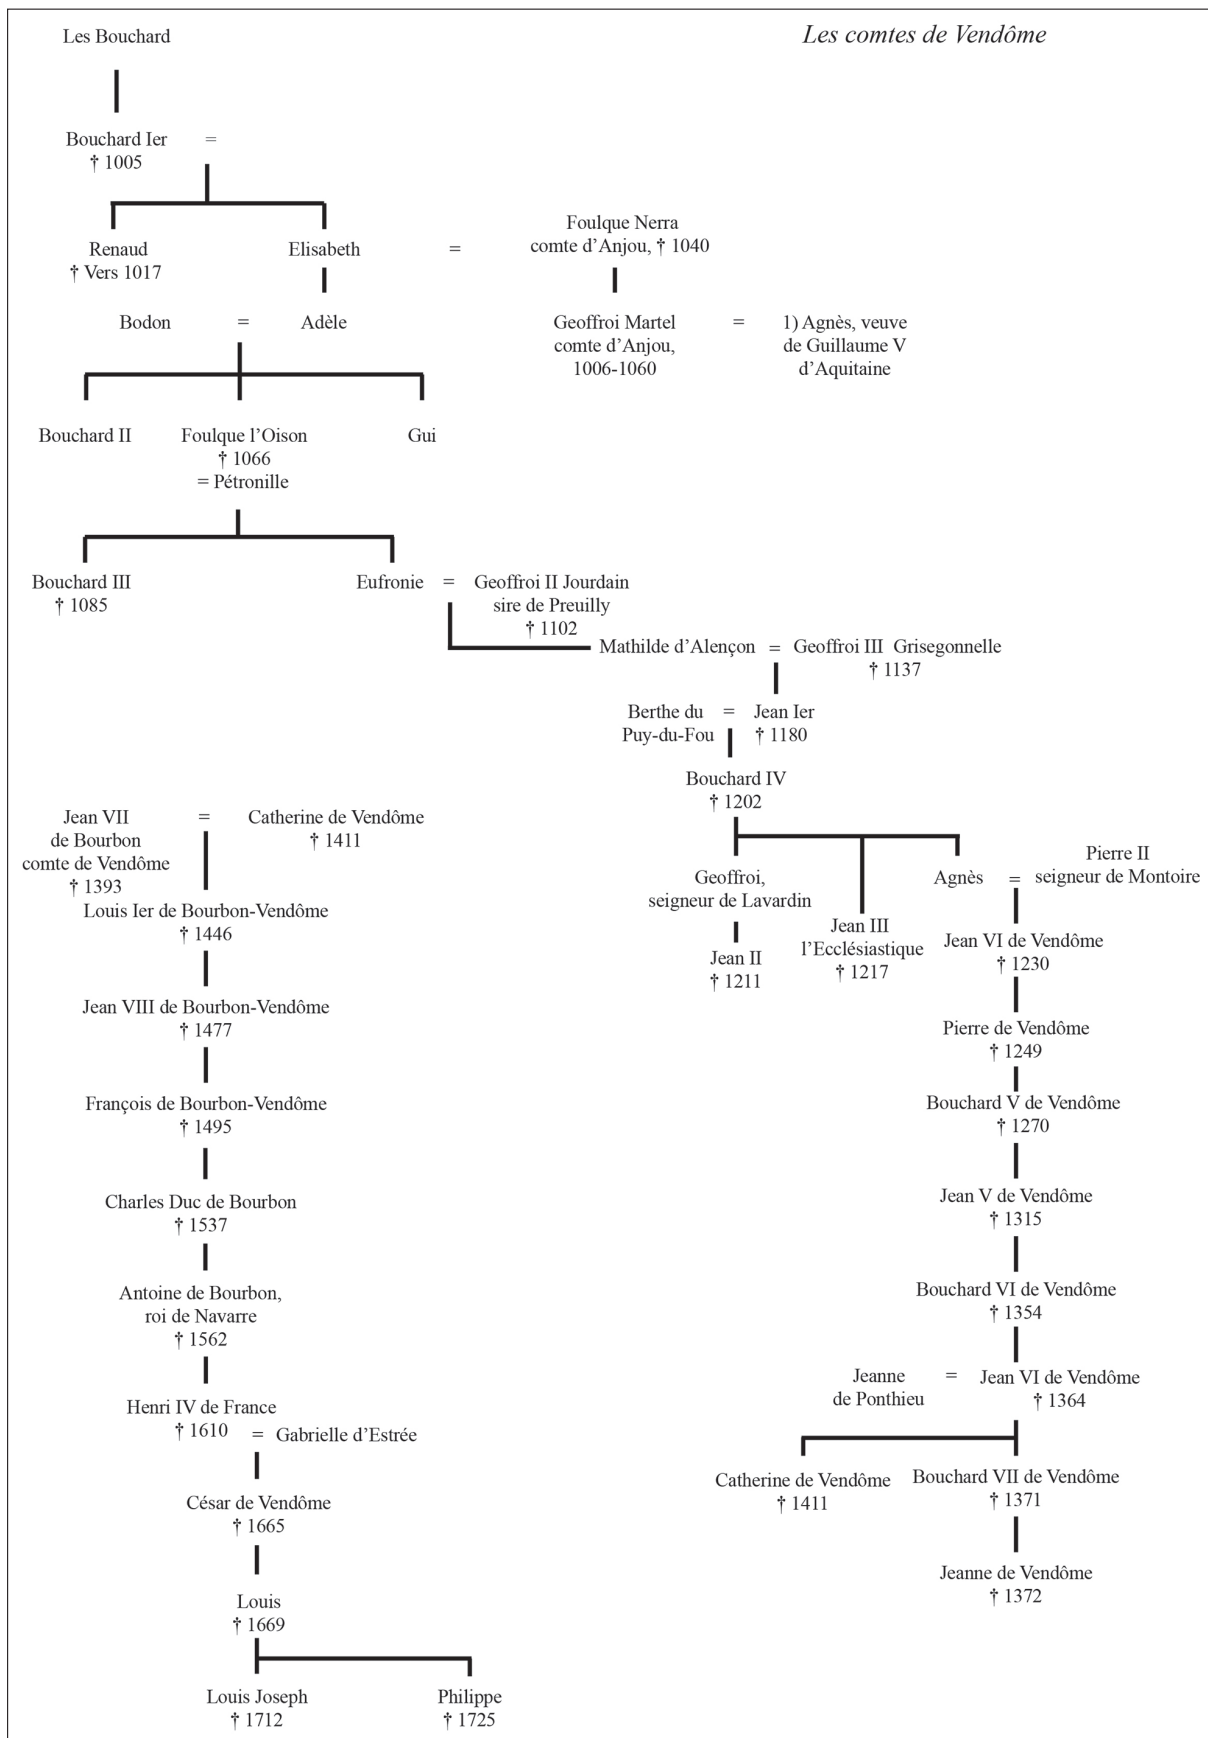 Les comtes de Vendôme
Les Bouchard
Bouchard Ier =
† 1005
Renaud
† Vers 1017
Elisabeth
=
Foulque Nerra
comte d'Anjou, † 1040
Bodon = Adèle
Geoffroi Martel
comte d'Anjou,
1006-1060
=
1) Agnès, veuve
de Guillaume V
d'Aquitaine
Bouchard II
Foulque l'Oison
† 1066
= Pétronille
Gui
Bouchard III
† 1085
Eufronie =
Geoffroi II Jourdain
sire de Preuilly
† 1102
Mathilde d'Alençon =
Geoffroi III Grisegonnelle
† 1137
Berthe du
Puy-du-Fou
=
Jean Ier
† 1180
Bouchard IV
† 1202
Geoffroi,
seigneur de Lavardin
Jean II
† 1211
Jean III
l'Ecclésiastique
† 1217
Agnès =
Pierre II
seigneur de Montoire
Jean VI de Vendôme
† 1230
Pierre de Vendôme
† 1249
Bouchard V de Vendôme
† 1270
Jean V de Vendôme
† 1315
Bouchard VI de Vendôme
† 1354
Jeanne
de Ponthieu
=
Jean VI de Vendôme
† 1364
Catherine de Vendôme
† 1411
Bouchard VII de Vendôme
† 1371
Jeanne de Vendôme
† 1372
Jean VII
de Bourbon
comte de Vendôme
† 1393
=
Catherine de Vendôme
† 1411
Louis Ier de Bourbon-Vendôme
† 1446
Jean VIII de Bourbon-Vendôme
† 1477
François de Bourbon-Vendôme
† 1495
Charles Duc de Bourbon
† 1537
Antoine de Bourbon,
roi de Navarre
† 1562
Henri IV de France
† 1610 = Gabrielle d'Estrée
César de Vendôme
† 1665
Louis
† 1669
Louis Joseph
† 1712
Philippe
† 1725